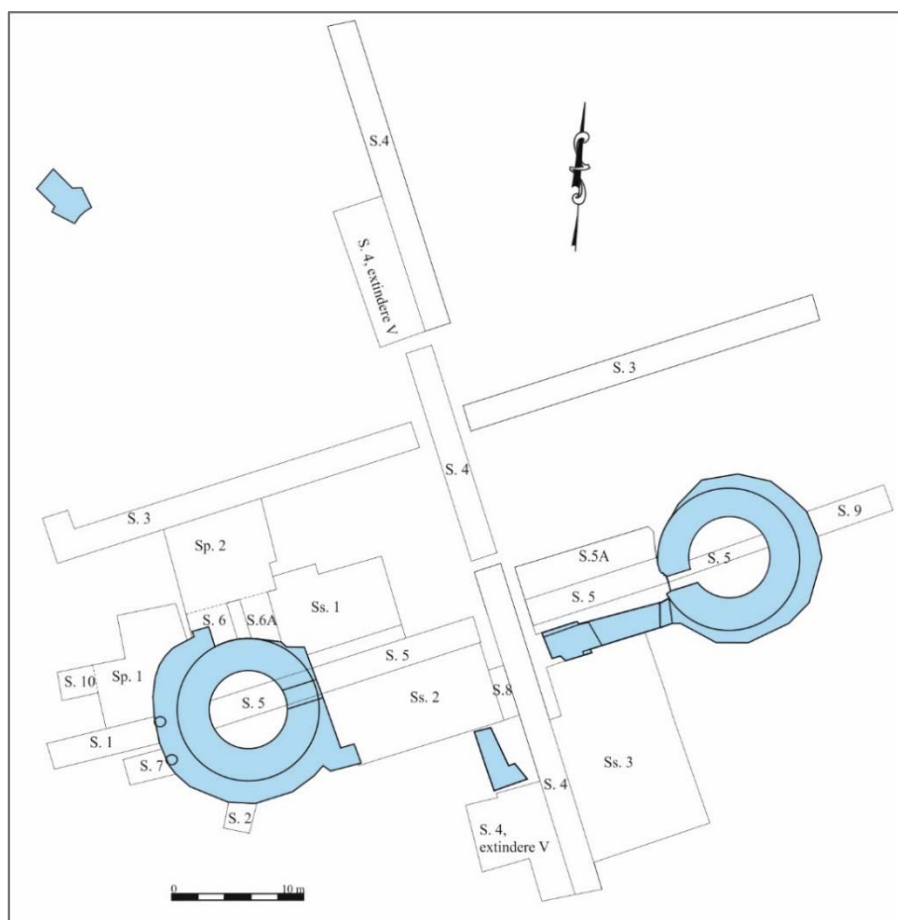 S.4
S. 4, extindere V
S. 3
S. 4
S. 3
Sp. 2
S. 9
S.5A
S. 5
S. 5
Ss. 1
S. 6
S.6A
S. 5
Sp. 1
S. 10
S. 5
Ss. 2
S.8
S. 1
S. 7
S. 2
S. 4
Ss. 3
S. 4,
extindere V
0
10 m